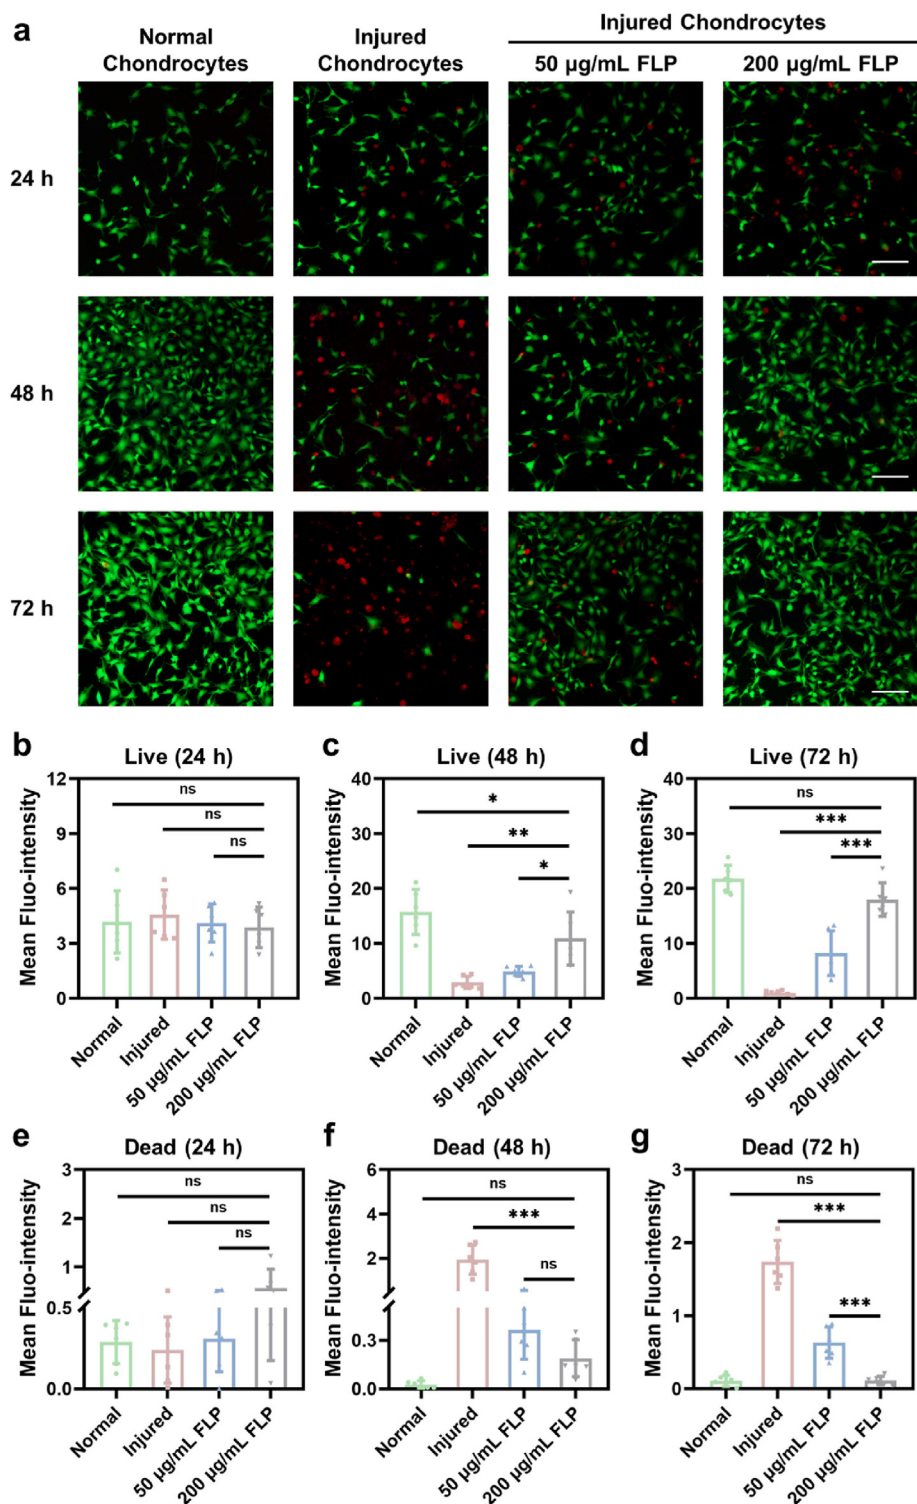 a
Normal Chondrocytes
Injured Chondrocytes
Injured Chondrocytes
50 µg/mL FLP
200 µg/mL FLP
24 h
48 h
72 h
b
Live (24 h)
Mean Fluo-intensity
12
9
6
3
0
ns
ns
ns
Normal
Injured
50 µg/mL FLP
200 µg/mL FLP
c
Live (48 h)
Mean Fluo-intensity
40
30
20
10
0
*
**
*
Normal
Injured
50 µg/mL FLP
200 µg/mL FLP
d
Live (72 h)
Mean Fluo-intensity
40
30
20
10
0
ns
***
***
Normal
Injured
50 µg/mL FLP
200 µg/mL FLP
e
Dead (24 h)
Mean Fluo-intensity
3
2
1
0.5
0.0
ns
ns
ns
Normal
Injured
50 µg/mL FLP
200 µg/mL FLP
f
Dead (48 h)
Mean Fluo-intensity
6
4
2
0.3
0.0
ns
***
ns
Normal
Injured
50 µg/mL FLP
200 µg/mL FLP
g
Dead (72 h)
Mean Fluo-intensity
3
2
1
0
ns
***
***
Normal
Injured
50 µg/mL FLP
200 µg/mL FLP